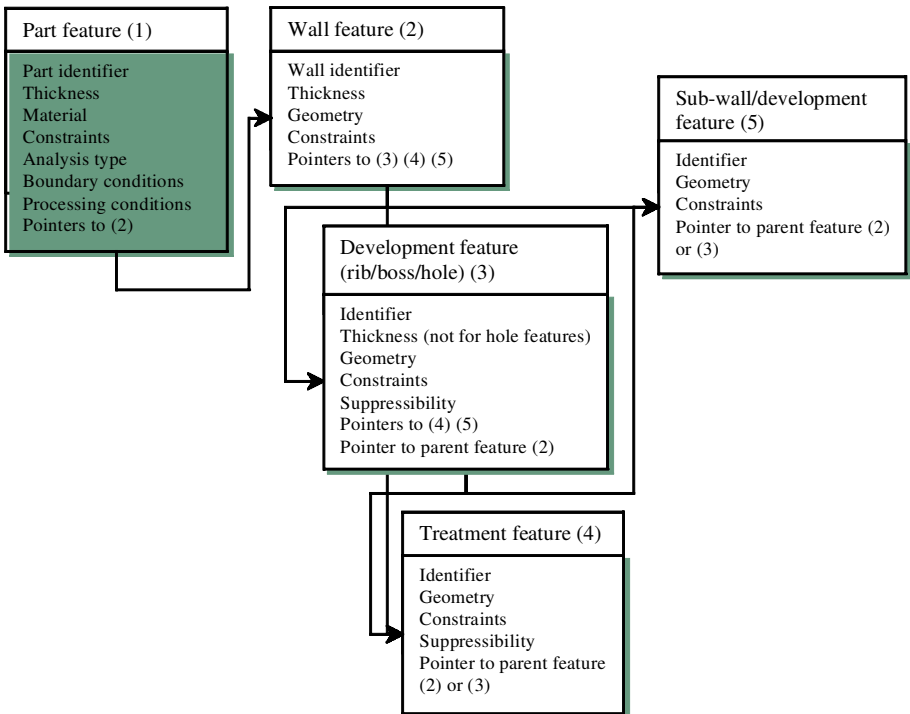 Part feature (1)
Part identifier
Thickness
Material
Constraints
Analysis type
Boundary conditions
Processing conditions
Pointers to (2)
Wall feature (2)
Wall identifier
Thickness
Geometry
Constraints
Pointers to (3) (4) (5)
Sub-wall/development
feature (5)
Identifier
Geometry
Constraints
Pointer to parent feature (2)
or (3)
Development feature
(rib/boss/hole) (3)
Identifier
Thickness (not for hole features)
Geometry
Constraints
Suppressibility
Pointers to (4) (5)
Pointer to parent feature (2)
Treatment feature (4)
Identifier
Geometry
Constraints
Suppressibility
Pointer to parent feature
(2) or (3)